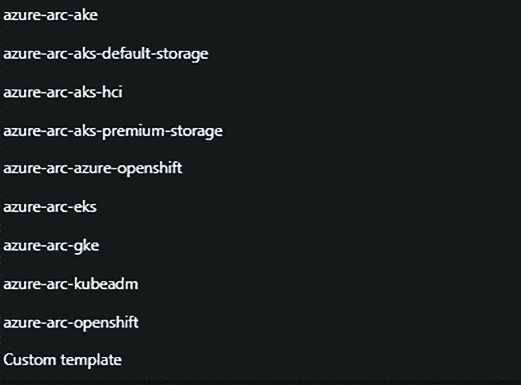 azure-arc-ake
azure-arc-aks-default-storage
azure-arc-aks-hci
azure-arc-aks-premium-storage
azure-arc-azure-openshift
azure-arc-eks
azure-arc-gke
azure-arc-kubeadm
azure-arc-openshift
Custom template